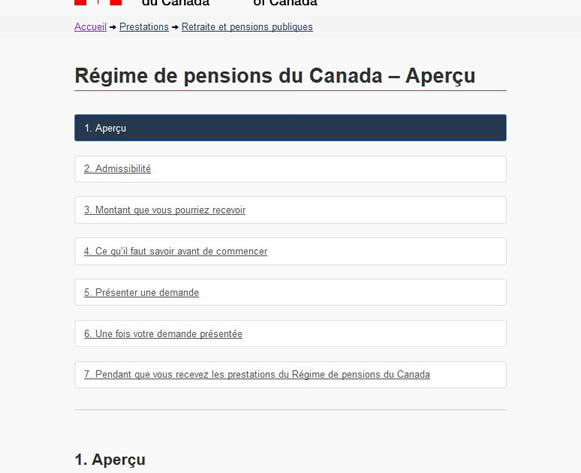 du Canada of Canada
Accueil ➔ Prestations ➔ Retraite et pensions publiques
Régime de pensions du Canada – Aperçu
1. Aperçu
2. Admissibilité
3. Montant que vous pourriez recevoir
4. Ce qu’il faut savoir avant de commencer
5. Présenter une demande
6. Une fois votre demande présentée
7. Pendant que vous recevez les prestations du Régime de pensions du Canada
1. Aperçu